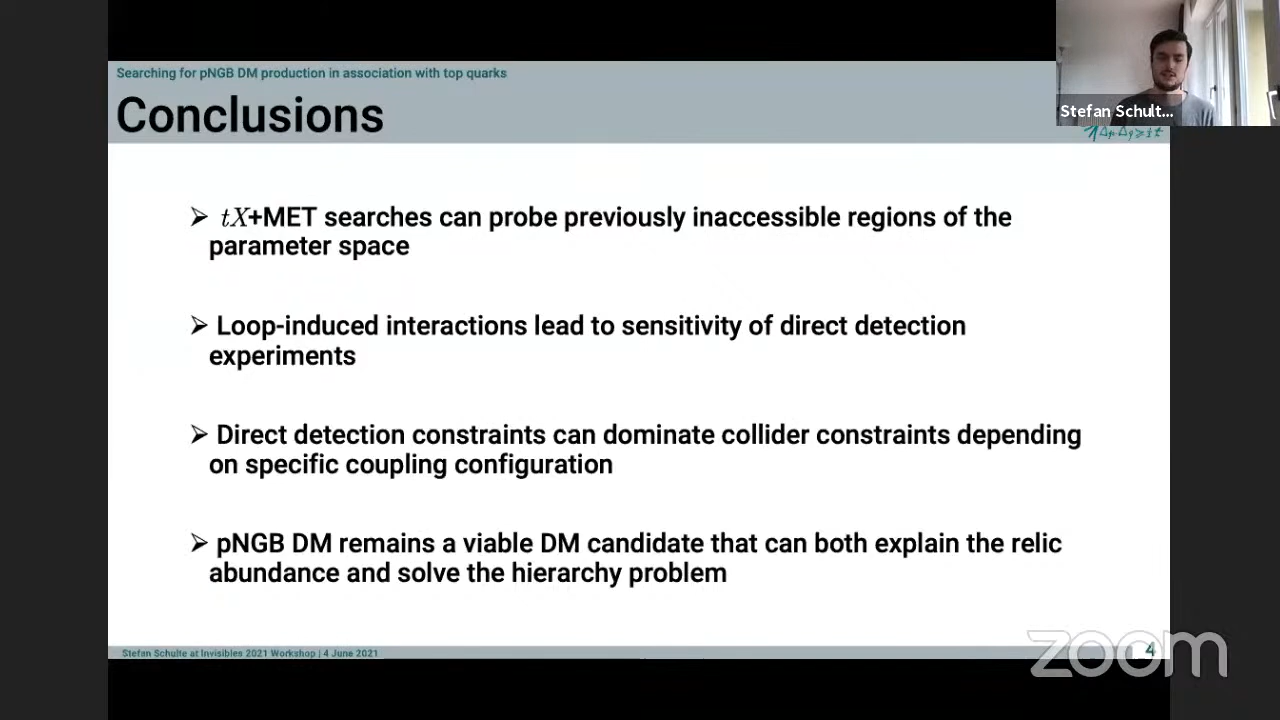 Searching for pNGB DM production in association with top quarks
Conclusions
Stefan Schult...
Δp·Δq⩾½t
➢ tX+MET searches can probe previously inaccessible regions of the
parameter space
➢ Loop-induced interactions lead to sensitivity of direct detection
experiments
➢ Direct detection constraints can dominate collider constraints depending
on specific coupling configuration
➢ pNGB DM remains a viable DM candidate that can both explain the relic
abundance and solve the hierarchy problem
Stefan Schulte at Invisibles 2021 Workshop | 4 June 2021
4
zoom